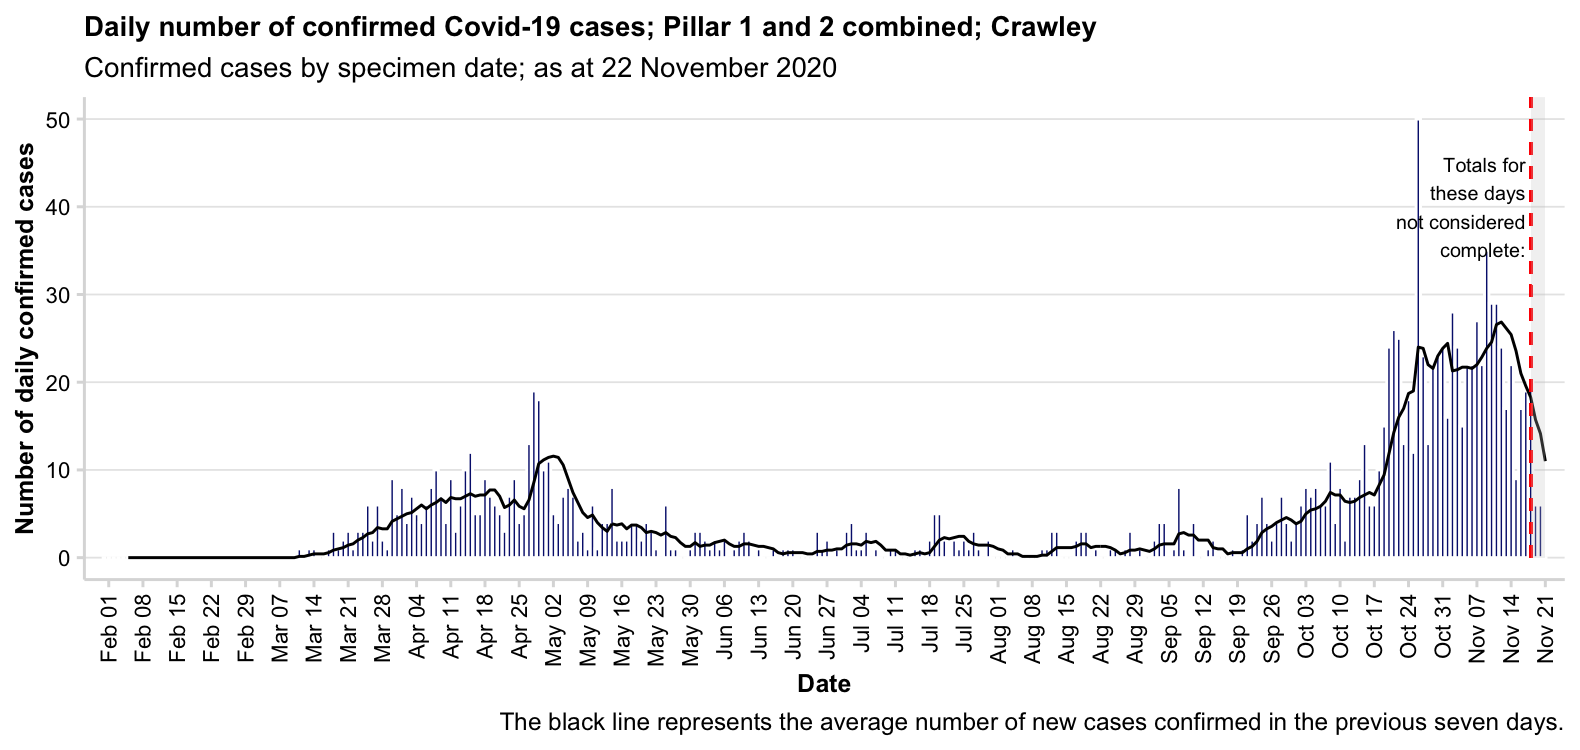 Daily number of confirmed Covid-19 cases; Pillar 1 and 2 combined; Crawley
Confirmed cases by specimen date; as at 22 November 2020
Number of daily confirmed cases
50
40
30
20
10
0
Totals for
these days
not considered
complete:
Feb 01
Feb 08
Feb 15
Feb 22
Feb 29
Mar 07
Mar 14
Mar 21
Mar 28
Apr 04
Apr 11
Apr 18
Apr 25
May 02
May 09
May 16
May 23
May 30
Jun 06
Jun 13
Jun 20
Jun 27
Jul 04
Jul 11
Jul 18
Jul 25
Aug 01
Aug 08
Aug 15
Aug 22
Aug 29
Sep 05
Sep 12
Sep 19
Sep 26
Oct 03
Oct 10
Oct 17
Oct 24
Oct 31
Nov 07
Nov 14
Nov 21
Date
The black line represents the average number of new cases confirmed in the previous seven days.